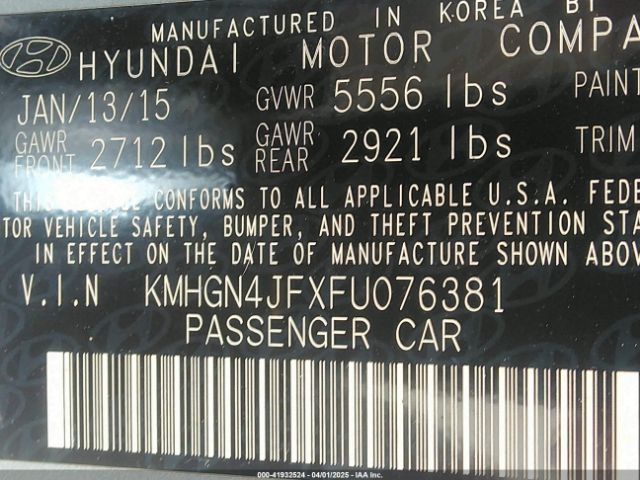 MANUFACTURED IN KOREA BY
HYUNDAI MOTOR COMPA
JAN/13/15 GVWR 5556 lbs PAINT
GAWR FRONT 2712 lbs GAWR REAR 2921 lbs TRIM
THIS VEHICLE CONFORMS TO ALL APPLICABLE U.S.A. FEDE
TOR VEHICLE SAFETY, BUMPER, AND THEFT PREVENTION STA
IN EFFECT ON THE DATE OF MANUFACTURE SHOWN ABOV
V.I.N KMHGN4JFXFU076381
PASSENGER CAR
000-41932524 - 04/01/2025 - IAA Inc.